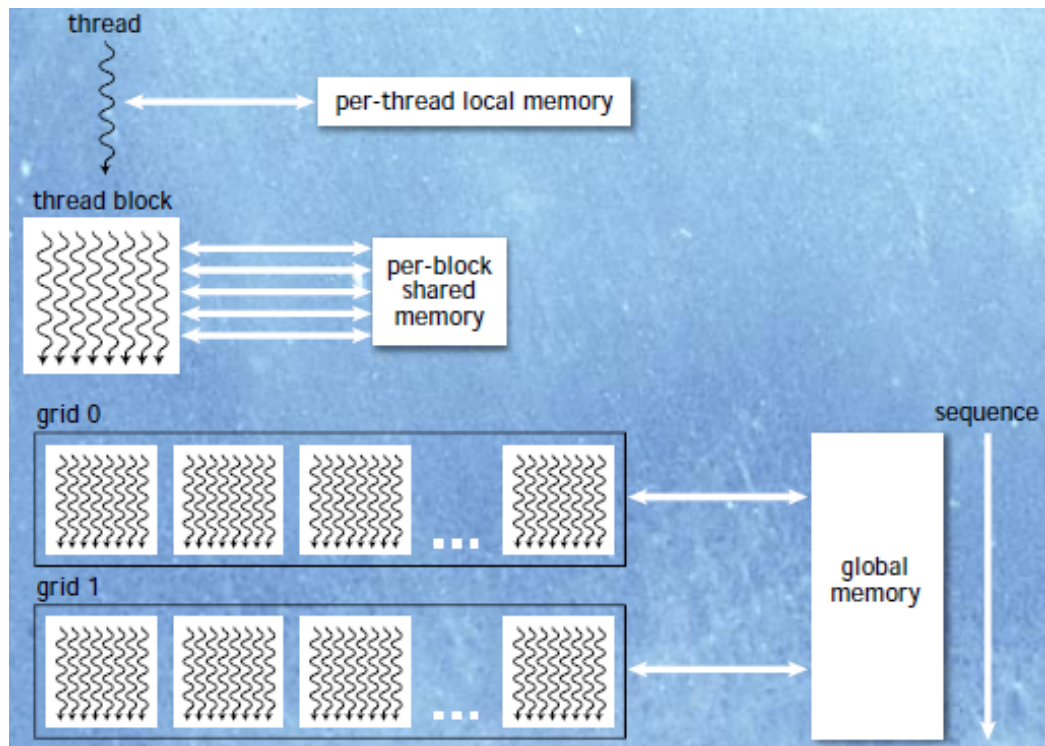 thread
per-thread local memory
thread block
per-block
shared
memory
grid 0
sequence
...
global
memory
grid 1
...